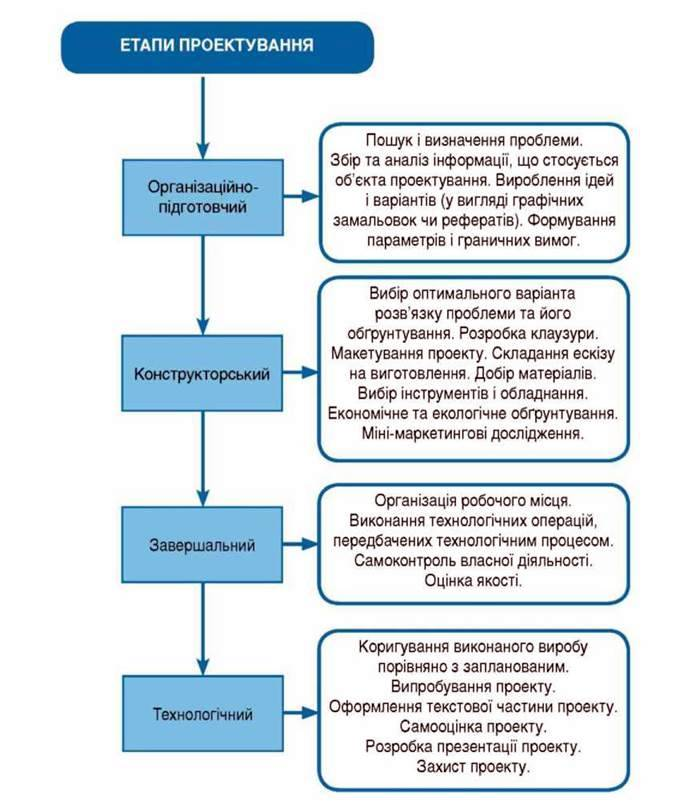 ЕТАПИ ПРОЕКТУВАННЯ
Організаційно-
підготовчий
Пошук і визначення проблеми.
Збір та аналіз інформації, що стосується
об’єкта проектування. Вироблення ідей
і варіантів (у вигляді графічних
замальовок чи рефератів). Формування
параметрів і граничних вимог.
Конструкторський
Вибір оптимального варіанта
розв’язку проблеми та його
обґрунтування. Розробка клаузури.
Макетування проекту. Складання ескізу
на виготовлення. Добір матеріалів.
Вибір інструментів і обладнання.
Економічне та екологічне обґрунтування.
Міні-маркетингові дослідження.
Завершальний
Організація робочого місця.
Виконання технологічних операцій,
передбачених технологічним процесом.
Самоконтроль власної діяльності.
Оцінка якості.
Технологічний
Коригування виконаного виробу
порівняно з запланованим.
Випробування проекту.
Оформлення текстової частини проекту.
Самооцінка проекту.
Розробка презентації проекту.
Захист проекту.